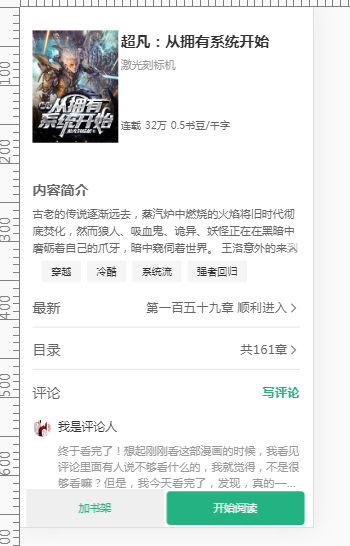 100
200
300
400
500
600
从拥有
系统开始
激光刻标机
超凡：从拥有系统开始
激光刻标机
连载 32万 0.5书豆/千字
内容简介
古老的传说逐渐远去，蒸汽炉中燃烧的火焰将旧时代彻
底焚化，然而狼人、吸血鬼、诡异、妖怪正在在黑暗中
磨砺着自己的爪牙，暗中窥伺着世界。 王洛意外的来到
穿越 冷酷 系统流 强者回归
最新 第一百五十九章 顺利进入
目录 共161章
评论 写评论
我是评论人
终于看完了！想起刚刚看这部漫画的时候，我看见
评论里面有人说不够看什么的，我就觉得，不是很
够看嘛？但是，我今天看完了，发现，真的一...
加书架 开始阅读